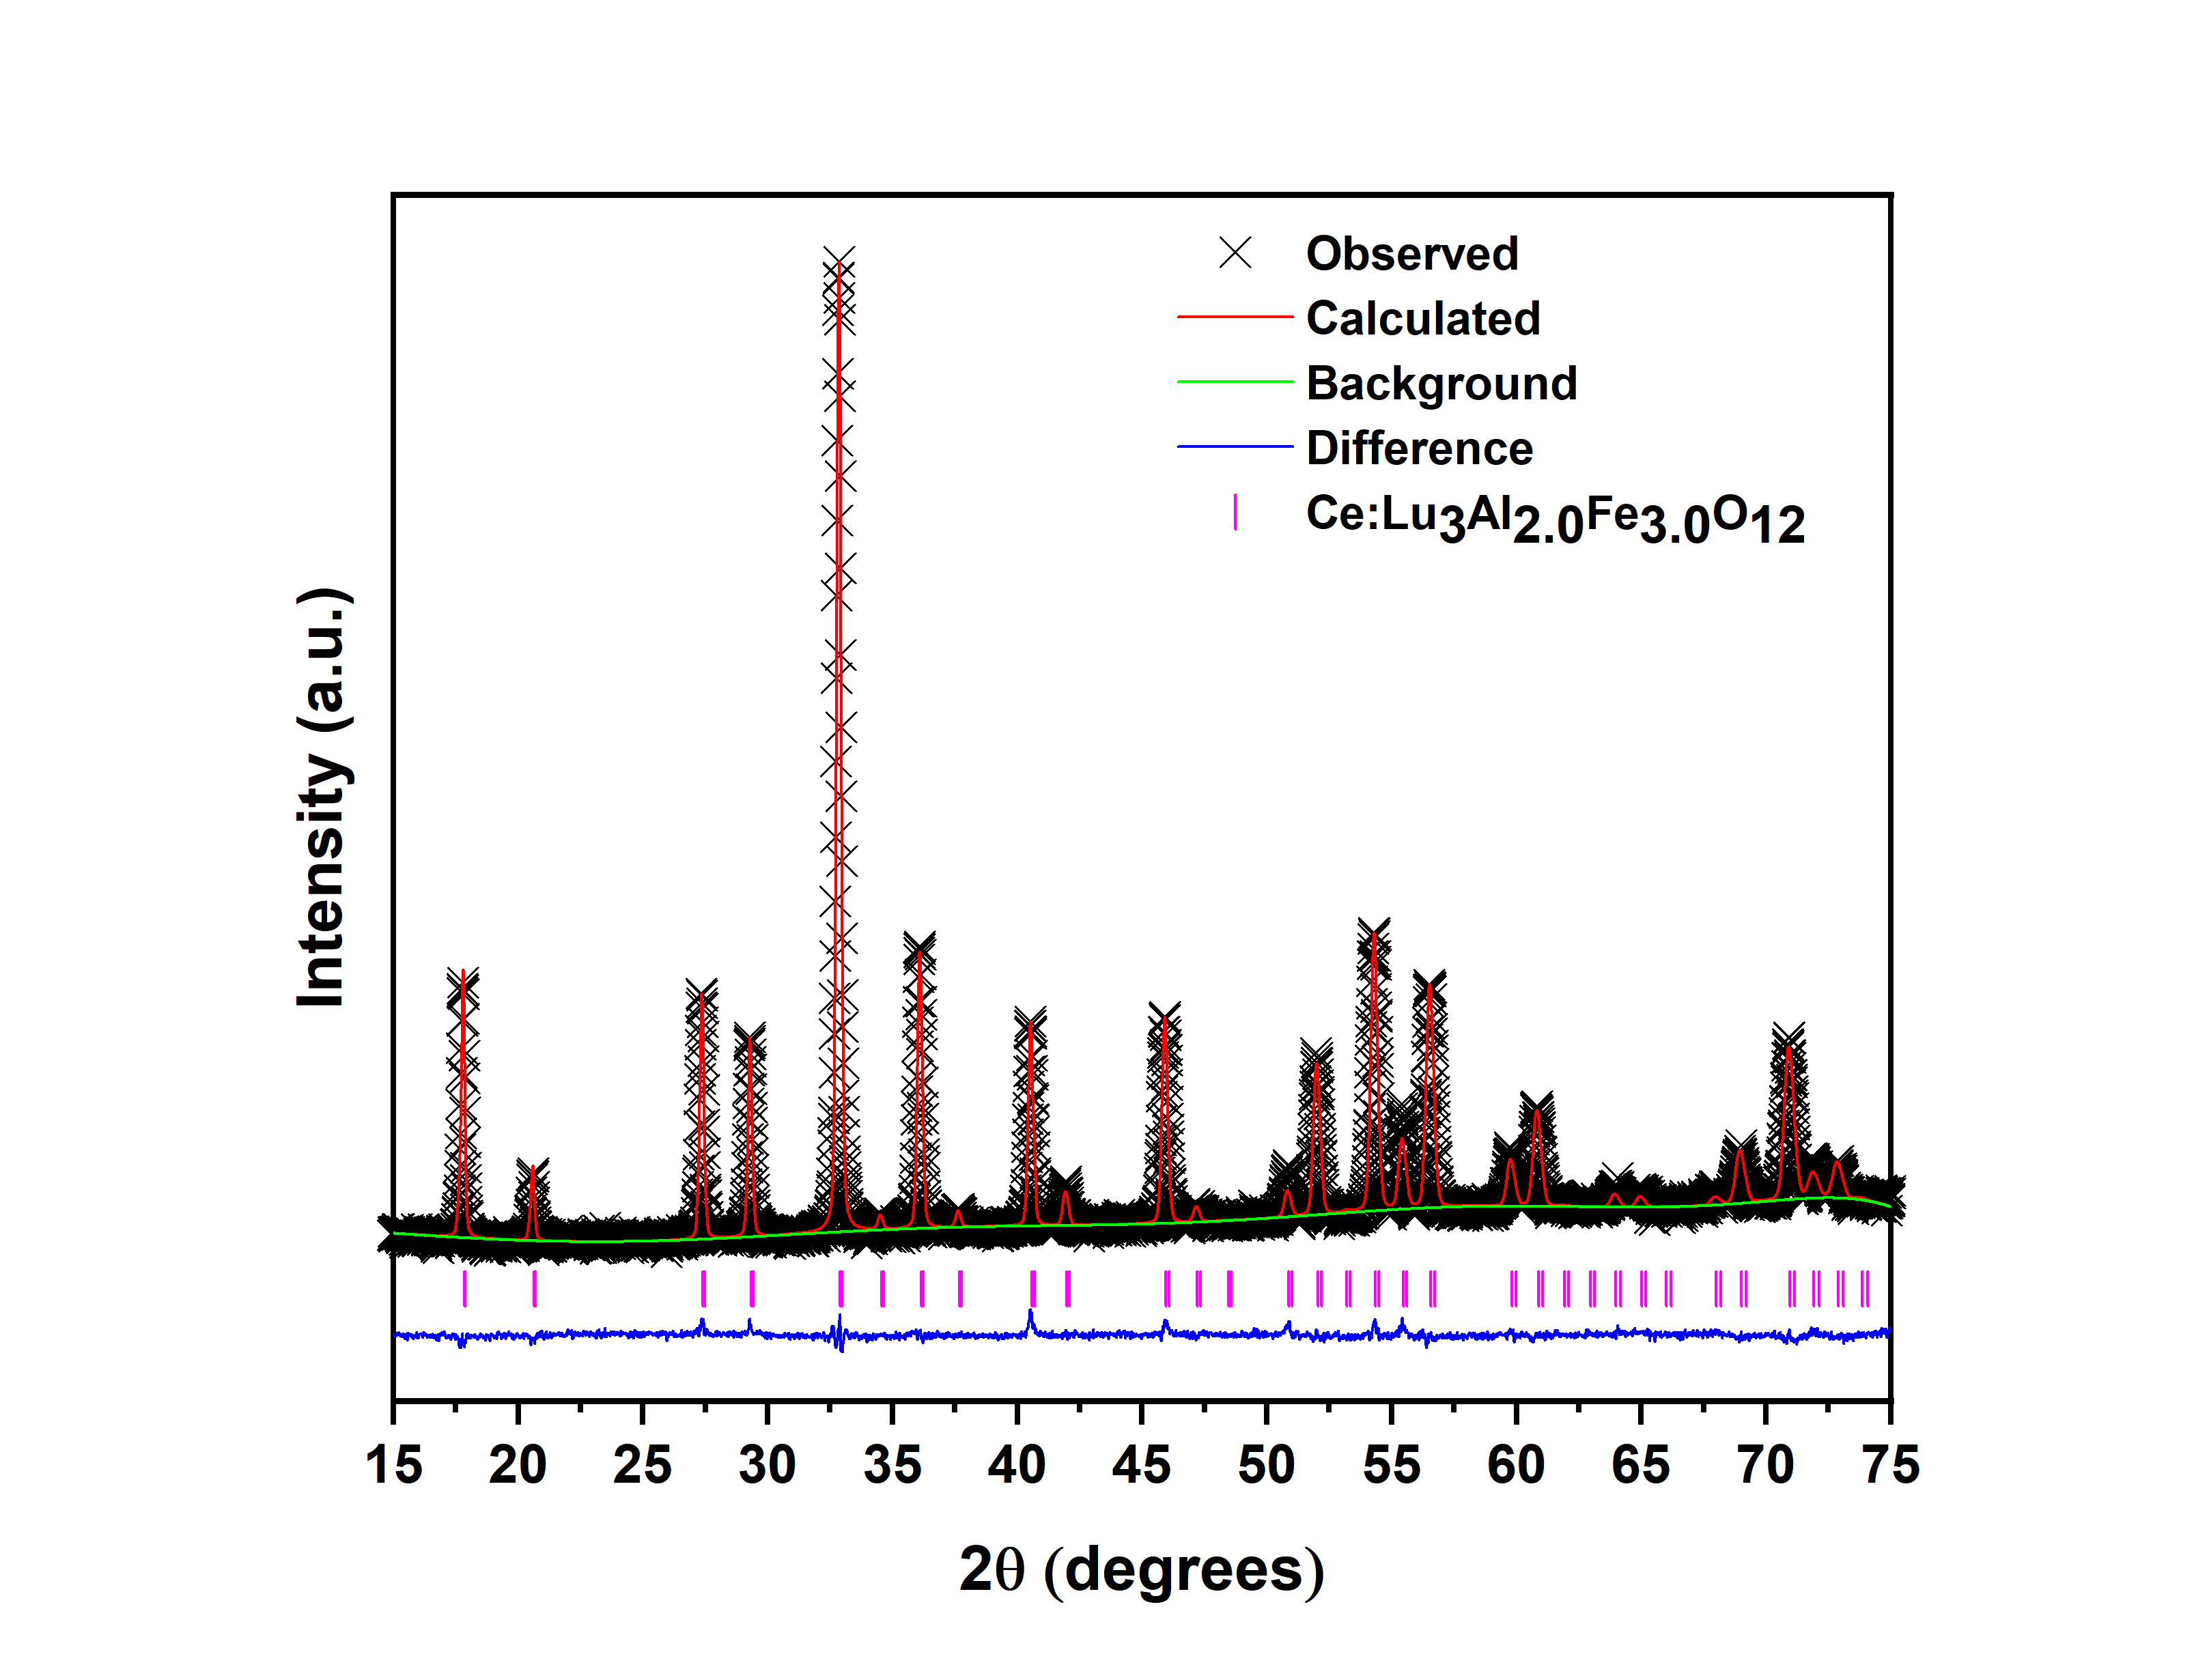 Observed
Calculated
Background
Difference
Ce:Lu3Al2.0Fe3.0O12
Intensity (a.u.)
15 20 25 30 35 40 45 50 55 60 65 70 75
2θ (degrees)